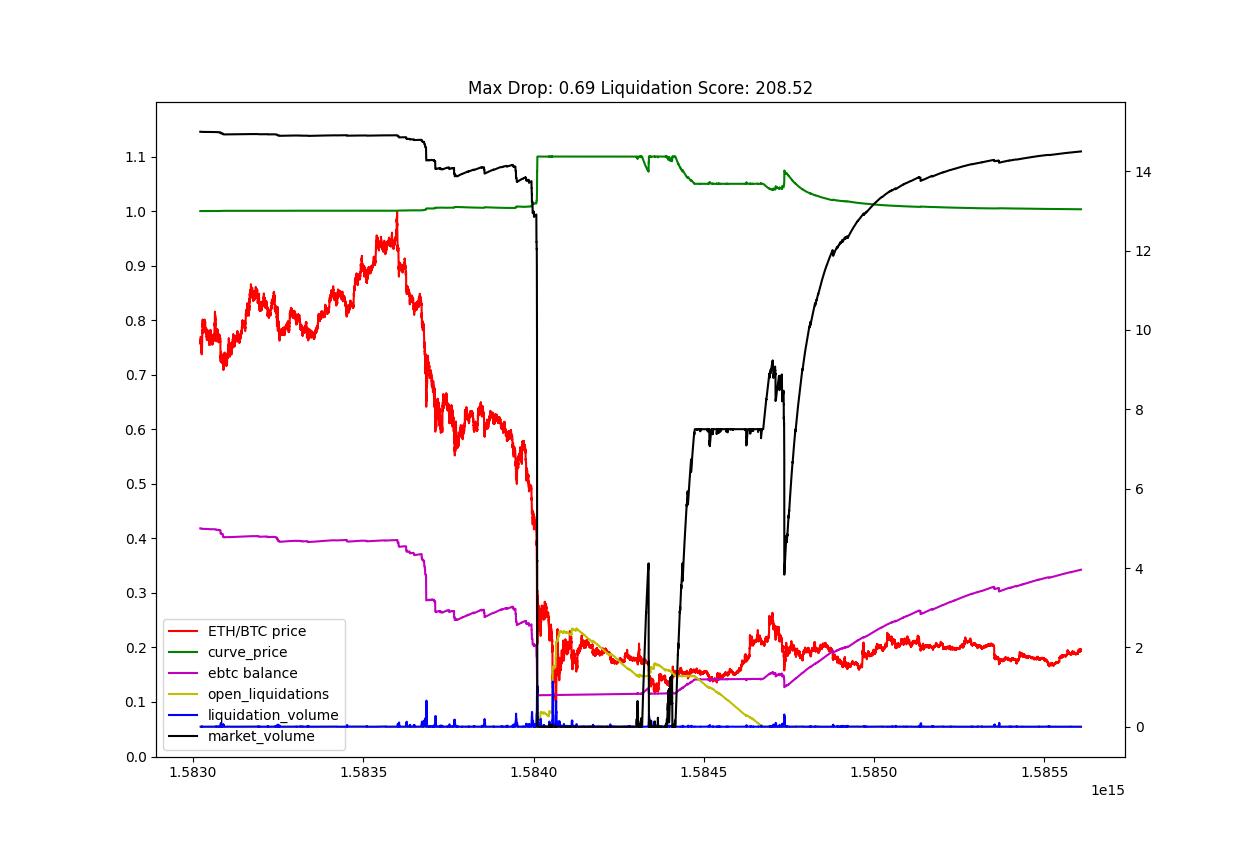 Max Drop: 0.69 Liquidation Score: 208.52
1.1
1.0
0.9
0.8
0.7
0.6
0.5
0.4
0.3
0.2
0.1
0.0
14
12
10
8
6
4
2
0
ETH/BTC price
curve_price
ebtc balance
open_liquidations
liquidation_volume
market_volume
1.5830 1.5835 1.5840 1.5845 1.5850 1.5855
1e15